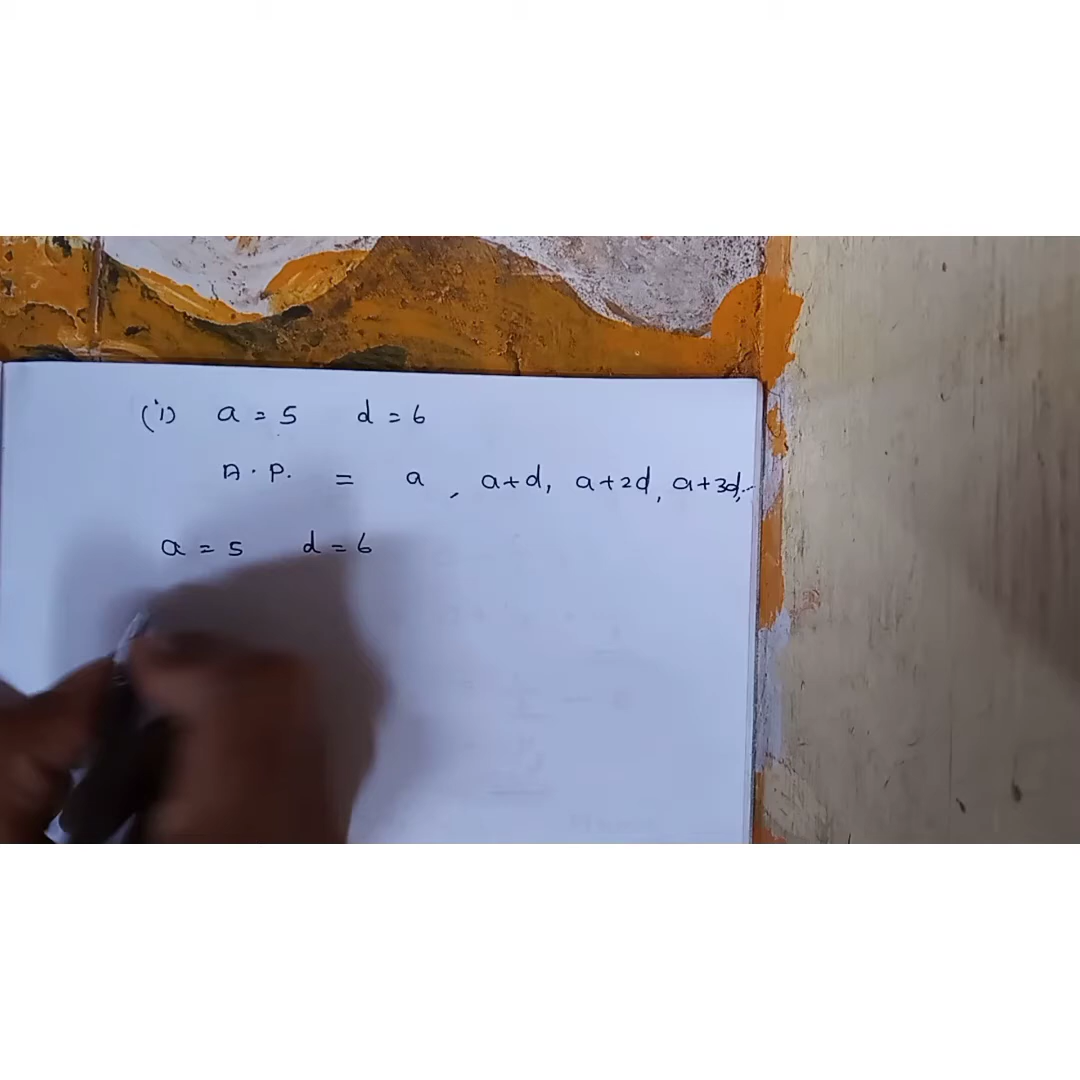 (i) a = 5 d = 6
A.P. = a, a+d, a+2d, a+3d,..
a = 5 d = 6